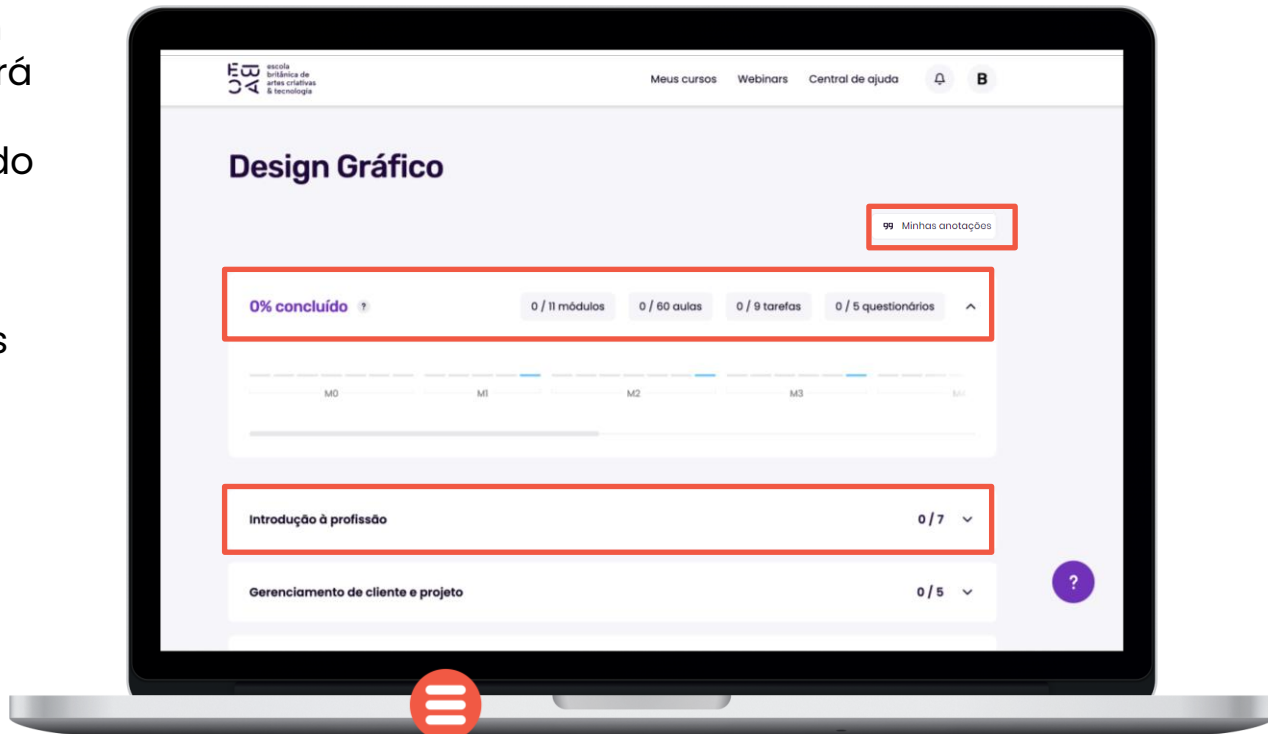 rá
do
s
EBAC
escola
britânica de
artes criativas
& tecnologia
Meus cursos Webinars Central de ajuda B
Design Gráfico
Minhas anotações
0% concluído ? 0 / 11 módulos 0 / 60 aulas 0 / 9 tarefas 0 / 5 questionários
M0 M1 M2 M3
Introdução à profissão 0 / 7
Gerenciamento de cliente e projeto 0 / 5
?